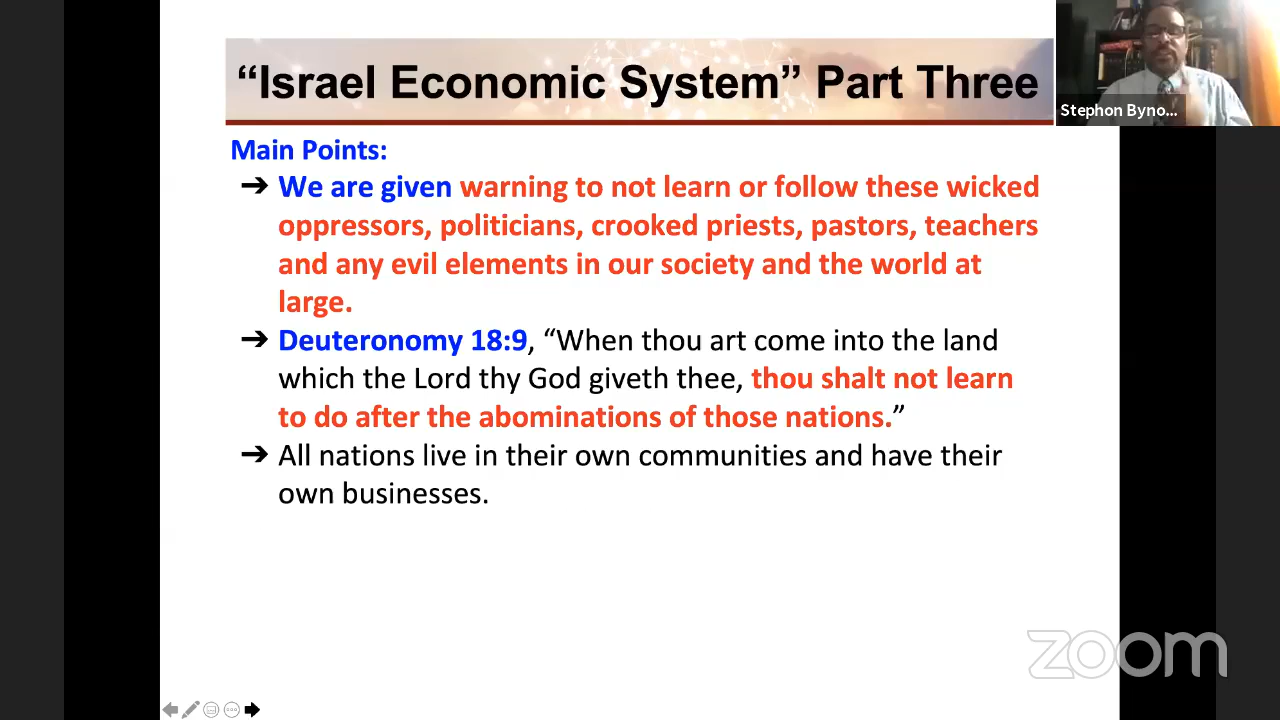 “Israel Economic System” Part Three
Stephon Byno...
Main Points:
➔ We are given warning to not learn or follow these wicked
oppressors, politicians, crooked priests, pastors, teachers
and any evil elements in our society and the world at
large.
➔ Deuteronomy 18:9, “When thou art come into the land
which the Lord thy God giveth thee, thou shalt not learn
to do after the abominations of those nations.”
➔ All nations live in their own communities and have their
own businesses.
zoom